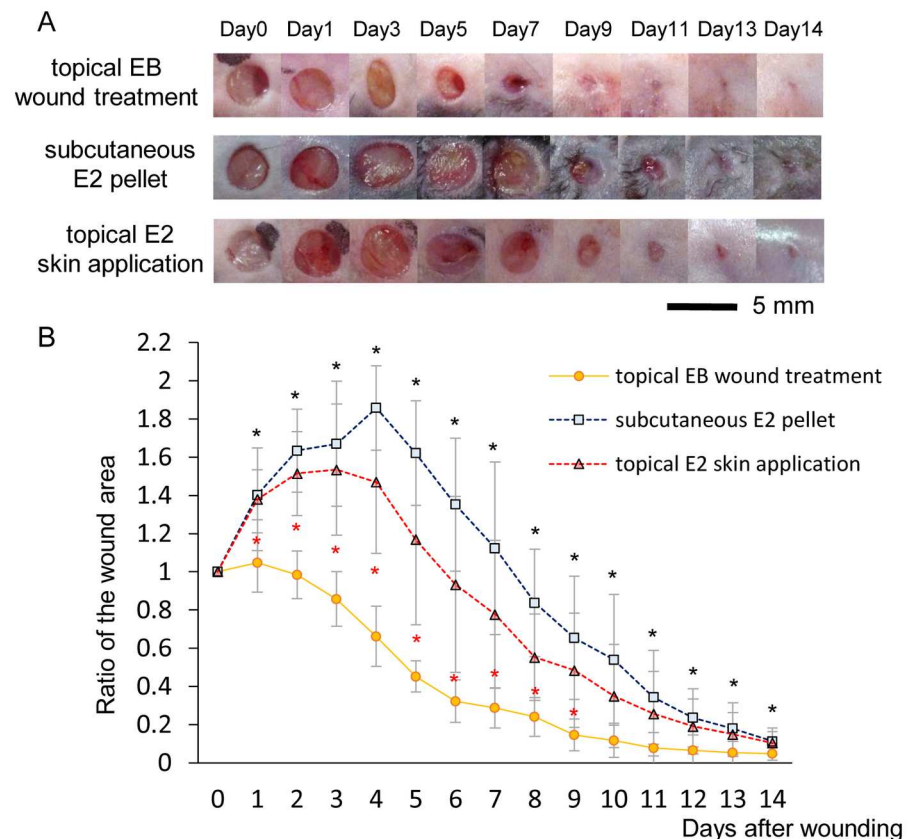 A
Day0 Day1 Day3 Day5 Day7 Day9 Day11 Day13 Day14
topical EB
wound treatment
subcutaneous
E2 pellet
topical E2
skin application
5 mm
B
2.2
2
1.8
1.6
1.4
1.2
1
0.8
0.6
0.4
0.2
0
Ratio of the wound area
topical EB wound treatment
subcutaneous E2 pellet
topical E2 skin application
* * * * * * * * * * * * * *
* * * * * * * * *
0 1 2 3 4 5 6 7 8 9 10 11 12 13 14
Days after wounding